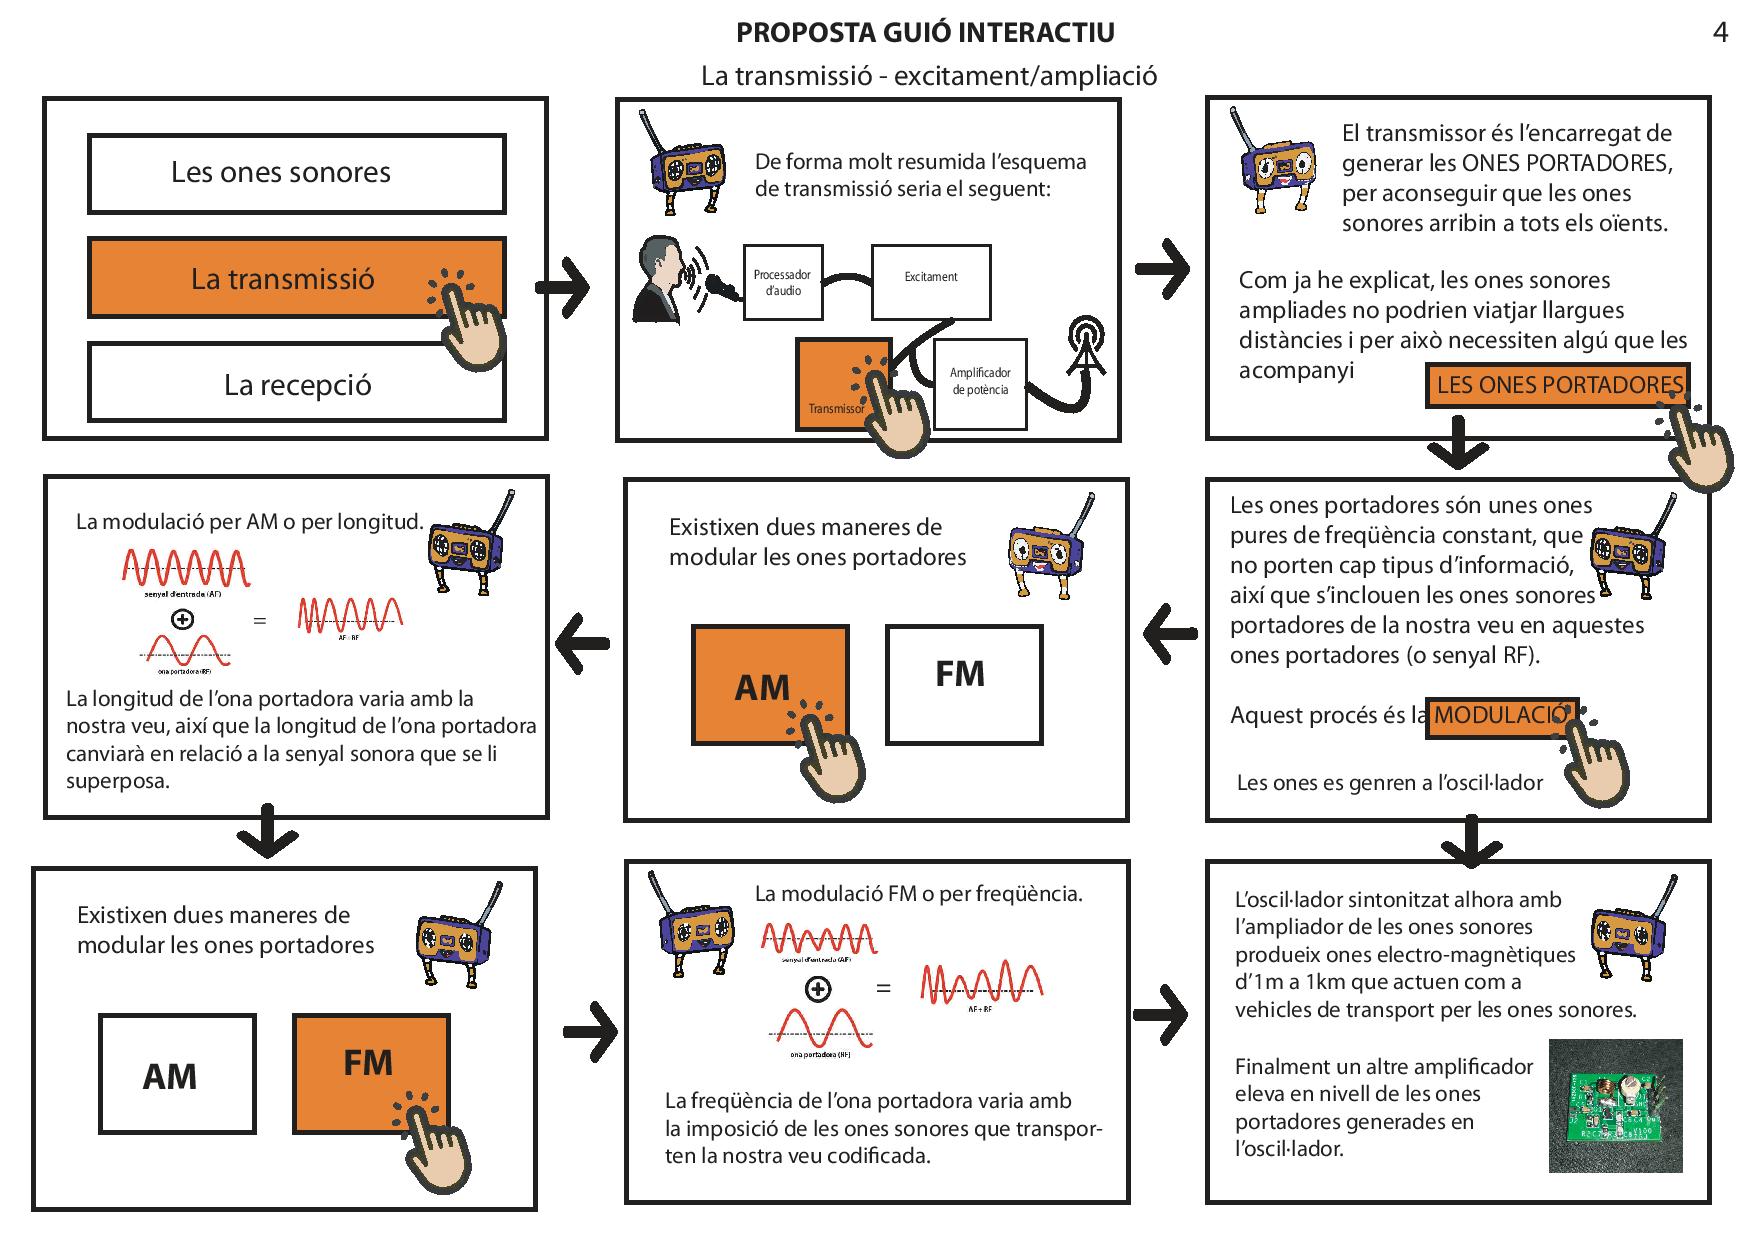 PROPOSTA GUIÓ INTERACTIU
4
La transmissió - excitament/ampliació
Les ones sonores
La transmissió
La recepció
De forma molt resumida l'esquema
de transmissió seria el seguent:
Processador
d'audio
Excitament
Transmissor
Amplificador
de potència
El transmissor és l'encarregat de
generar les ONES PORTADORES,
per aconseguir que les ones
sonores arribin a tots els oïents.
Com ja he explicat, les ones sonores
ampliades no podrien viatjar llargues
distàncies i per això necessiten algú que les
acompanyi
LES ONES PORTADORES
Les ones portadores són unes ones
pures de freqüència constant, que
no porten cap tipus d'informació,
així que s'inclouen les ones sonores
portadores de la nostra veu en aquestes
ones portadores (o senyal RF).
Aquest procés és la MODULACIÓ
Les ones es genren a l'oscil·lador
Existixen dues maneres de
modular les ones portadores
AM
FM
La modulació per AM o per longitud.
senyal d'entrada (AF)
=
AF+RF
ona portadora (RF)
La longitud de l'ona portadora varia amb la
nostra veu, així que la longitud de l'ona portadora
canviarà en relació a la senyal sonora que se li
superposa.
Existixen dues maneres de
modular les ones portadores
AM
FM
La modulació FM o per freqüència.
senyal d'entrada (AF)
=
AF+RF
ona portadora (RF)
La freqüència de l'ona portadora varia amb
la imposició de les ones sonores que transpor-
ten la nostra veu codificada.
L'oscil·lador sintonitzat alhora amb
l'ampliador de les ones sonores
produeix ones electro-magnètiques
d'1m a 1km que actuen com a
vehicles de transport per les ones sonores.
Finalment un altre amplificador
eleva en nivell de les ones
portadores generades en
l'oscil·lador.